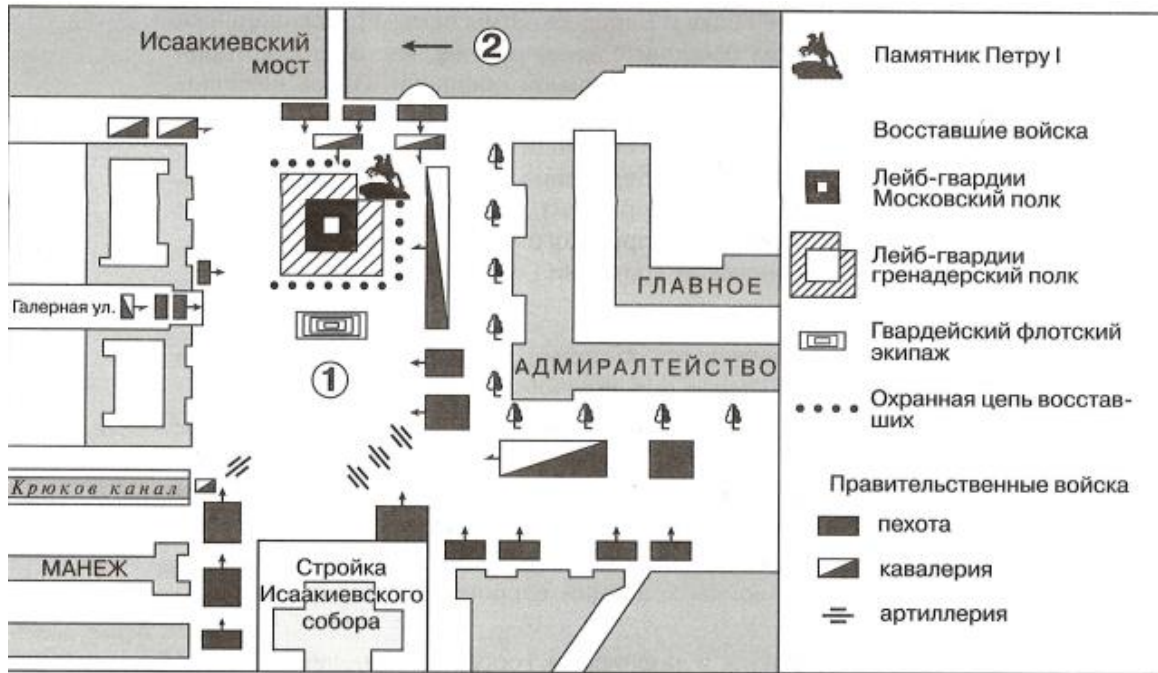 Исаакиевский
мост
2
Галерная ул.
1
ГЛАВНОЕ
АДМИРАЛТЕЙСТВО
Крюков канал
МАНЕЖ
Стройка
Исаакиевского
собора
Памятник Петру I
Восставшие войска
Лейб-гвардии
Московский полк
Лейб-гвардии
гренадерский полк
Гвардейский флотский
экипаж
Охранная цепь восстав-
ших
Правительственные войска
пехота
кавалерия
артиллерия